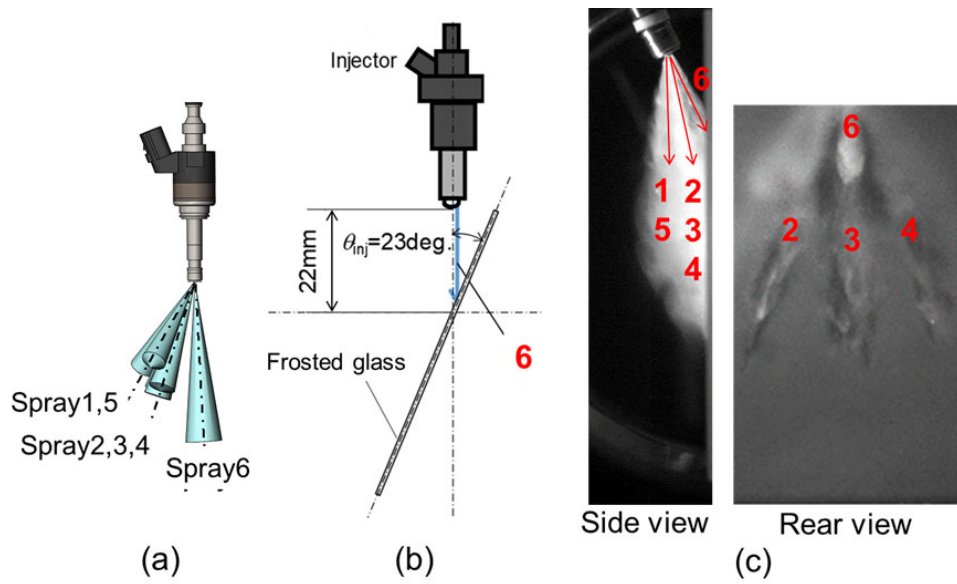 Spray1,5
Spray2,3,4
Spray6
(a)
Injector
22mm
θinj=23deg.
6
Frosted glass
(b)
6
1 2
5 3
4
Side view
6
2 3 4
Rear view
(c)